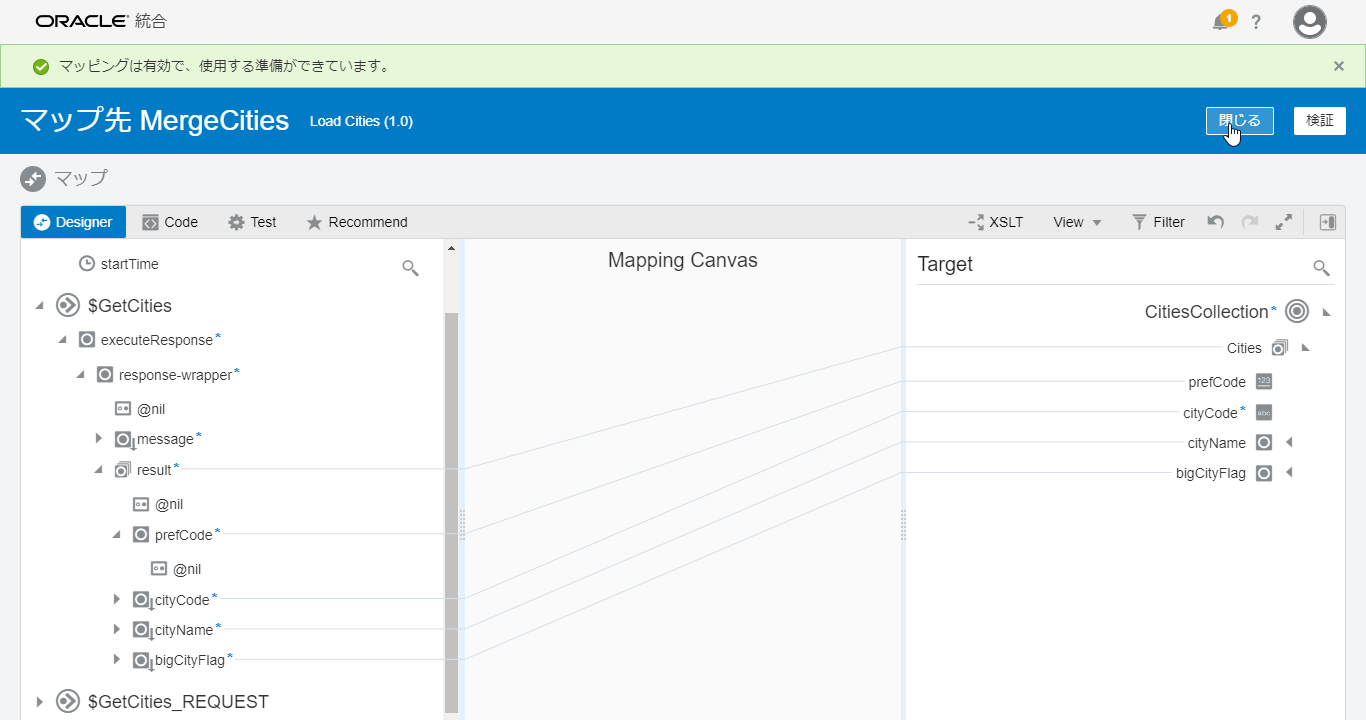 ORACLE 統合
1
?
マッピングは有効で、使用する準備ができています。
マップ先 MergeCities Load Cities (1.0)
閉じる 検証
マップ
Designer Code Test Recommend XSLT View Filter
startTime
Mapping Canvas
Target
$GetCities
CitiesCollection*
executeResponse*
Cities
response-wrapper*
prefCode 123
@nil
cityCode* abc
message*
cityName
result*
bigCityFlag
@nil
prefCode*
@nil
cityCode*
cityName*
bigCityFlag*
$GetCities_REQUEST